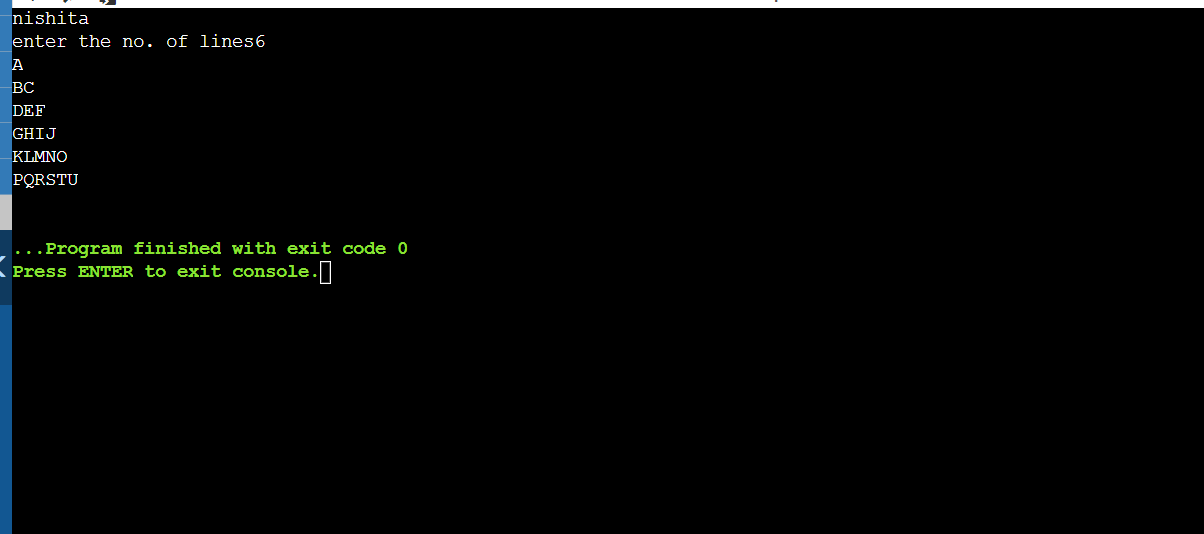 nishita
enter the no. of lines6
A
BC
DEF
GHIJ
KLMNO
PQRSTU
...Program finished with exit code 0
Press ENTER to exit console.